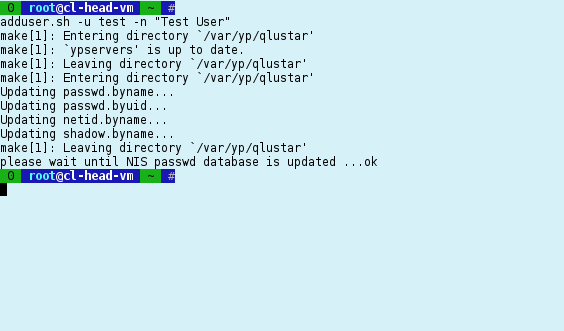 0 root@cl-head-vm ~ #
adduser.sh -u test -n "Test User"
make[1]: Entering directory `/var/yp/qlustar'
make[1]: `ypservers' is up to date.
make[1]: Leaving directory `/var/yp/qlustar'
make[1]: Entering directory `/var/yp/qlustar'
Updating passwd.byname...
Updating passwd.byuid...
Updating netid.byname...
Updating shadow.byname...
make[1]: Leaving directory `/var/yp/qlustar'
please wait until NIS passwd database is updated ...ok
0 root@cl-head-vm ~ #